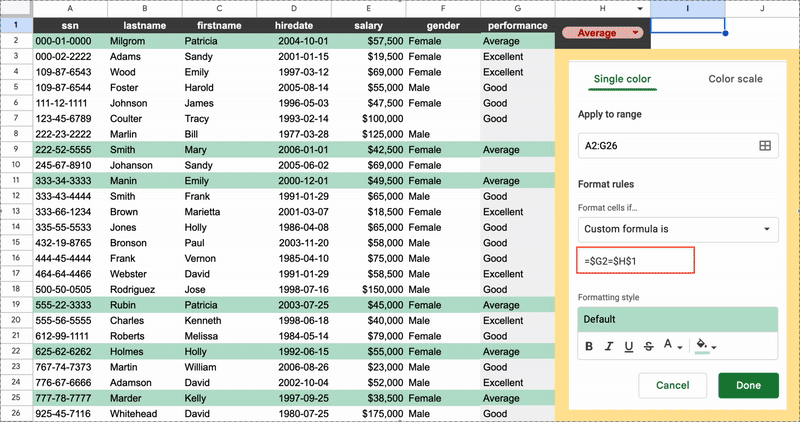 A B C D E F G H I J
1 ssn lastname firstname hiredate salary gender performance Average
2 000-01-0000 Milgrom Patricia 2004-10-01 $57,500 Female Average
3 000-02-2222 Adams Sandy 2001-01-15 $19,500 Female Excellent
4 109-87-6543 Wood Emily 1997-03-12 $69,000 Female Excellent
5 109-87-6544 Foster Harold 2005-08-14 $55,000 Male Good
6 111-12-1111 Johnson James 1996-05-03 $47,500 Female Good
7 123-45-6789 Coulter Tracy 1993-02-14 $100,000 Good
8 222-23-2222 Marlin Bill 1977-03-28 $125,000 Male
9 222-52-5555 Smith Mary 2006-01-01 $42,500 Female Average
10 245-67-8910 Johanson Sandy 2005-06-02 $69,000 Female
11 333-34-3333 Manin Emily 2000-12-01 $49,500 Female Average
12 333-43-4444 Smith Frank 1991-01-29 $65,000 Male Good
13 333-66-1234 Brown Marietta 2001-03-07 $18,500 Female Excellent
14 335-55-5533 Jones Holly 1986-04-08 $65,000 Female Good
15 432-19-8765 Bronson Paul 2003-11-20 $58,000 Male Good
16 444-45-4444 Frank Vernon 1985-04-10 $75,000 Male Good
17 464-64-4466 Webster David 1991-01-29 $58,500 Male Excellent
18 500-50-0505 Rodriguez Jose 1998-07-16 $150,000 Male Good
19 555-22-3333 Rubin Patricia 2003-07-25 $45,000 Female Average
20 555-56-5555 Charles Kenneth 1998-06-18 $40,000 Male Excellent
21 612-99-1111 Roberts Melissa 1984-05-14 $79,000 Female Good
22 625-62-6262 Holmes Holly 1992-06-15 $55,000 Female Average
23 767-74-7373 Martin William 2006-08-26 $23,000 Male Good
24 776-67-6666 Adamson David 2002-10-04 $52,000 Male Excellent
25 777-78-7777 Marder Kelly 1997-09-25 $38,500 Female Average
26 925-45-7116 Whitehead David 1980-07-25 $175,000 Male Good
Single color Color scale
Apply to range
A2:G26
Format rules
Format cells if…
Custom formula is
=$G2=$H$1
Formatting style
Default
B I U S A
Cancel Done